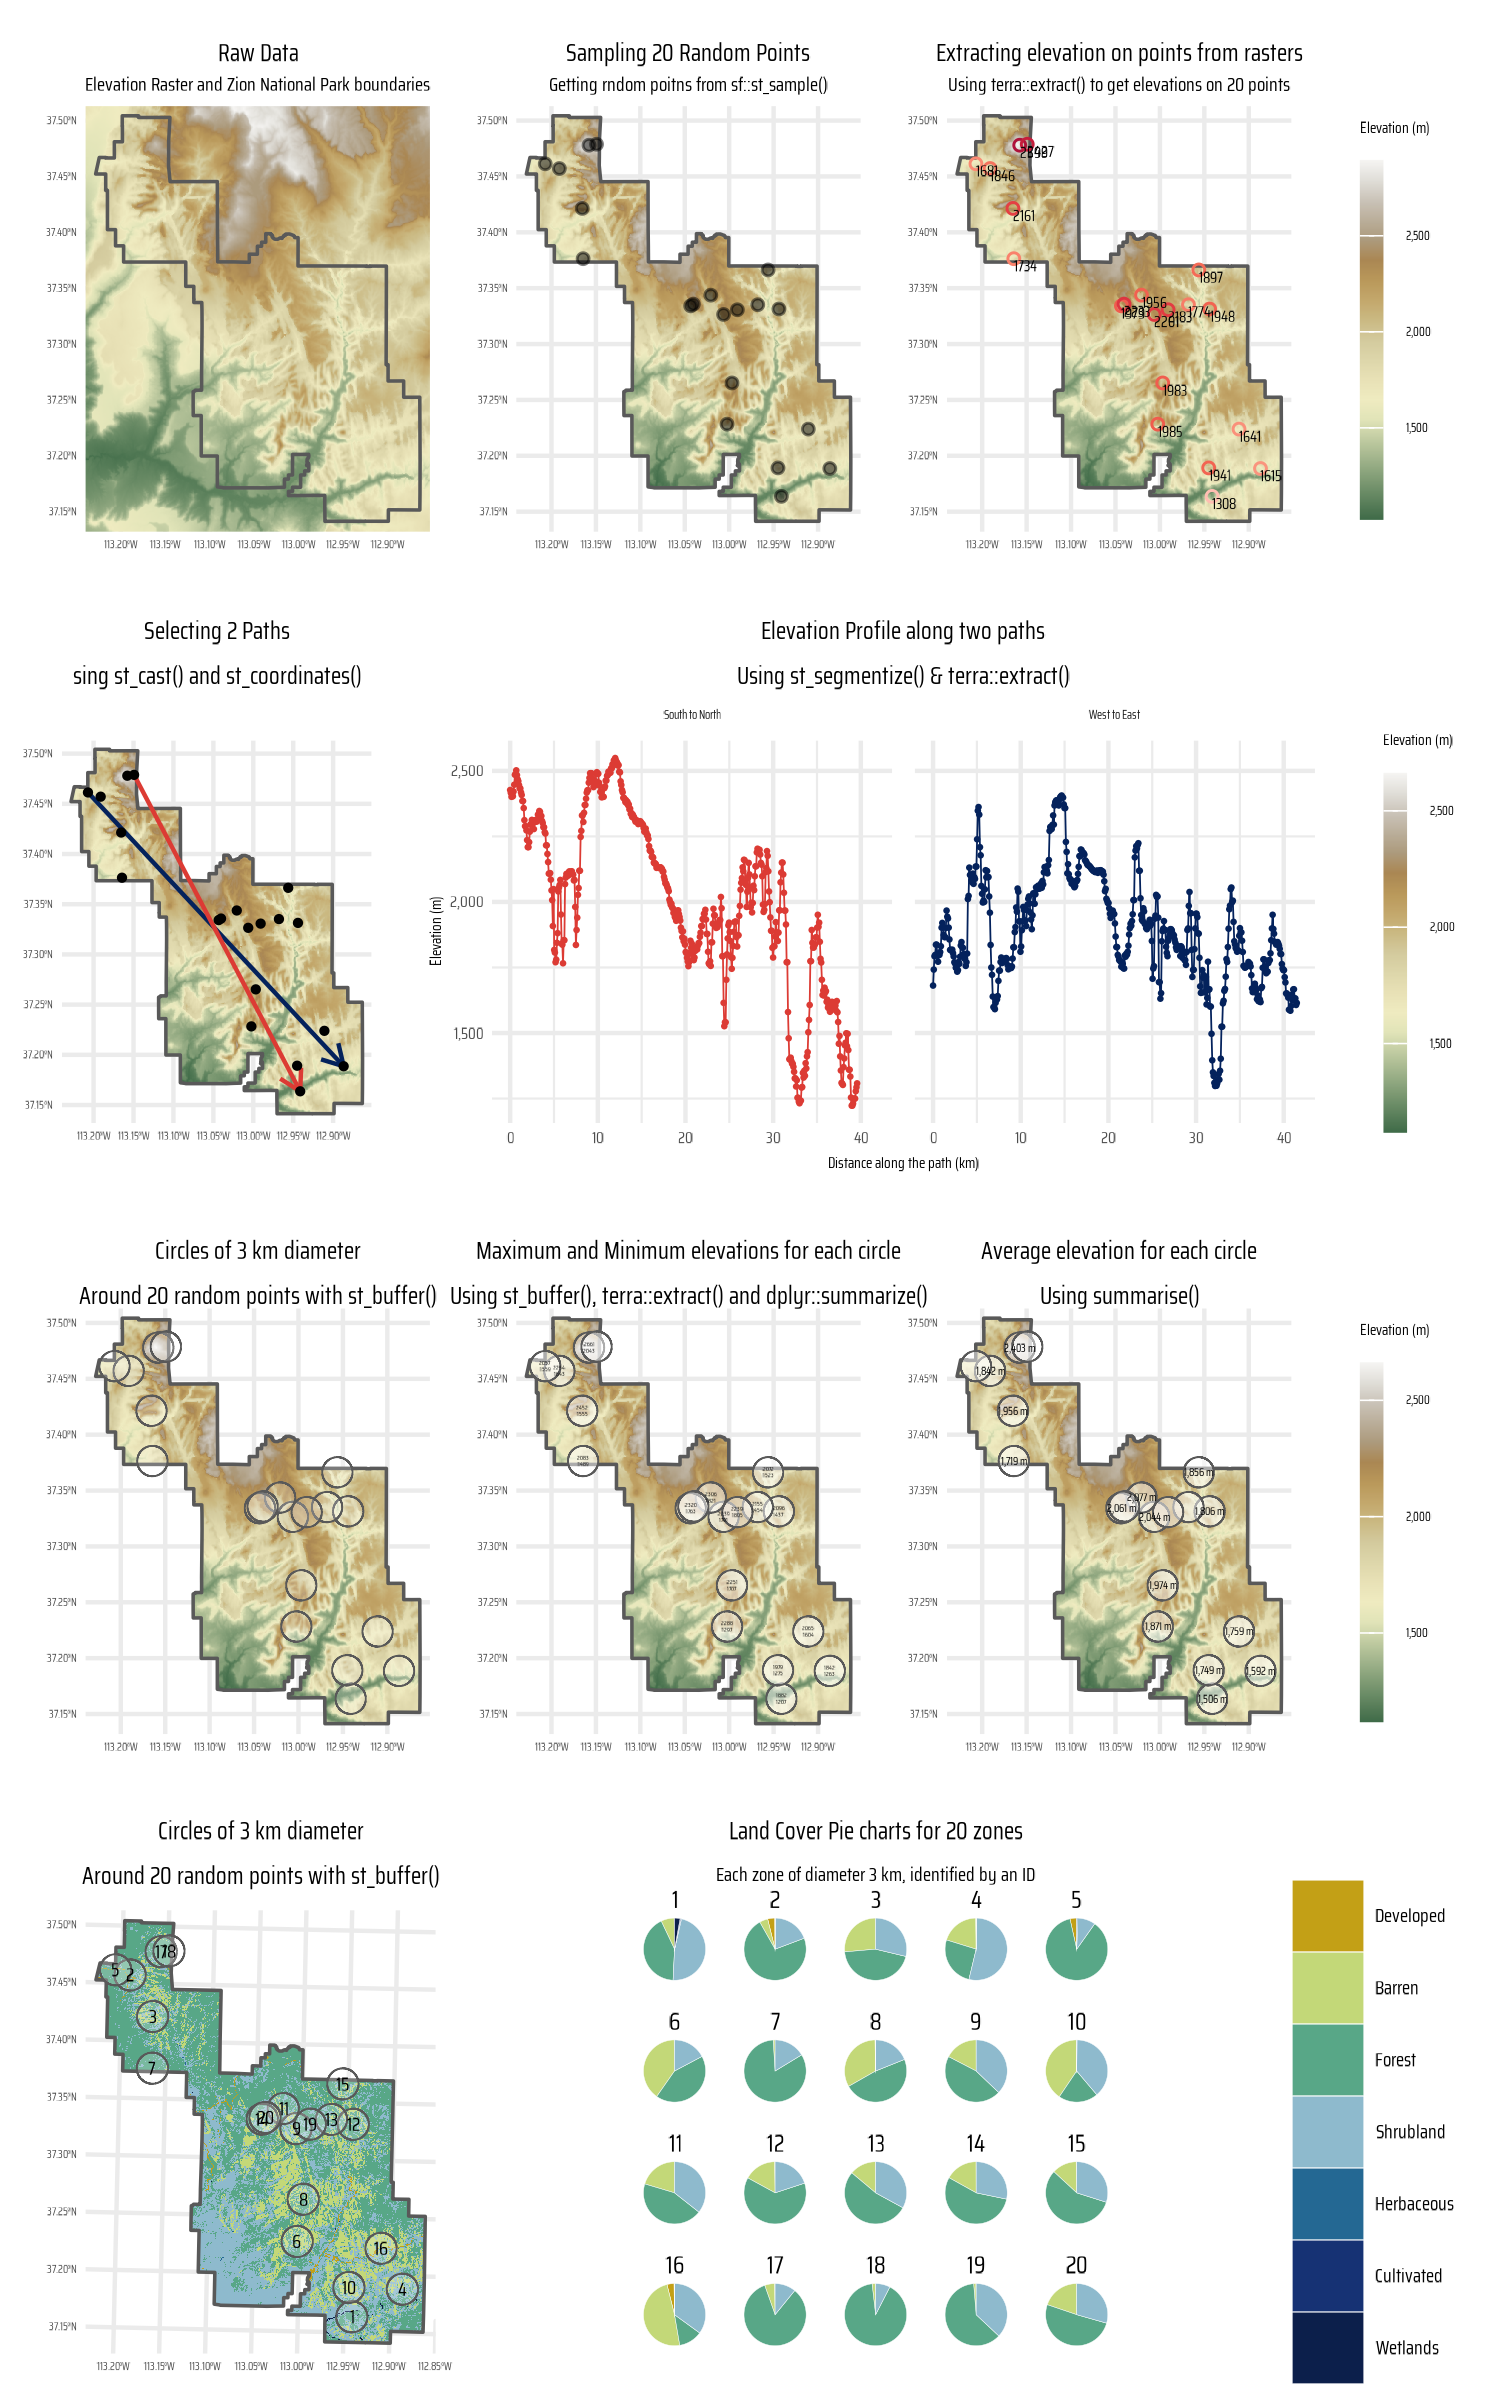 Raw Data
Elevation Raster and Zion National Park boundaries
Sampling 20 Random Points
Getting rndom poitns from sf::st_sample()
Extracting elevation on points from rasters
Using terra::extract() to get elevations on 20 points
37.50°N
37.45°N
37.40°N
37.35°N
37.30°N
37.25°N
37.20°N
37.15°N
113.20°W 113.15°W 113.10°W 113.05°W 113.00°W 112.95°W 112.90°W
37.50°N
37.45°N
37.40°N
37.35°N
37.30°N
37.25°N
37.20°N
37.15°N
113.20°W 113.15°W 113.10°W 113.05°W 113.00°W 112.95°W 112.90°W
37.50°N
37.45°N
37.40°N
37.35°N
37.30°N
37.25°N
37.20°N
37.15°N
1681
1846
2161
1734
1897
1956
2261
2183
1774
1948
1983
1985
1641
1941
1615
1308
113.20°W 113.15°W 113.10°W 113.05°W 113.00°W 112.95°W 112.90°W
Elevation (m)
2,500
2,000
1,500
Selecting 2 Paths
sing st_cast() and st_coordinates()
37.50°N
37.45°N
37.40°N
37.35°N
37.30°N
37.25°N
37.20°N
37.15°N
113.20°W 113.15°W 113.10°W 113.05°W 113.00°W 112.95°W 112.90°W
Elevation Profile along two paths
Using st_segmentize() & terra::extract()
South to North
West to East
Elevation (m)
2,500
2,000
1,500
0 10 20 30 40
0 10 20 30 40
Distance along the path (km)
Elevation (m)
2,500
2,000
1,500
Circles of 3 km diameter
Around 20 random points with st_buffer()
37.50°N
37.45°N
37.40°N
37.35°N
37.30°N
37.25°N
37.20°N
37.15°N
113.20°W 113.15°W 113.10°W 113.05°W 113.00°W 112.95°W 112.90°W
Maximum and Minimum elevations for each circle
Using st_buffer(), terra::extract() and dplyr::summarize()
37.50°N
37.45°N
37.40°N
37.35°N
37.30°N
37.25°N
37.20°N
37.15°N
113.20°W 113.15°W 113.10°W 113.05°W 113.00°W 112.95°W 112.90°W
Average elevation for each circle
Using summarise()
37.50°N
37.45°N
37.40°N
37.35°N
37.30°N
37.25°N
37.20°N
37.15°N
2,403 m
1,842 m
1,956 m
1,719 m
1,856 m
2,077 m
2,061 m
2,044 m
1,806 m
1,974 m
1,871 m
1,759 m
1,749 m
1,592 m
1,506 m
113.20°W 113.15°W 113.10°W 113.05°W 113.00°W 112.95°W 112.90°W
Elevation (m)
2,500
2,000
1,500
Circles of 3 km diameter
Around 20 random points with st_buffer()
37.50°N
37.45°N
37.40°N
37.35°N
37.30°N
37.25°N
37.20°N
37.15°N
17 18
5 2
3
7
15
11
20
9 19 13 12
8
6
16
10
4
1
113.20°W 113.15°W 113.10°W 113.05°W 113.00°W 112.95°W 112.90°W 112.85°W
Land Cover Pie charts for 20 zones
Each zone of diameter 3 km, identified by an ID
1 2 3 4 5
6 7 8 9 10
11 12 13 14 15
16 17 18 19 20
Developed
Barren
Forest
Shrubland
Herbaceous
Cultivated
Wetlands